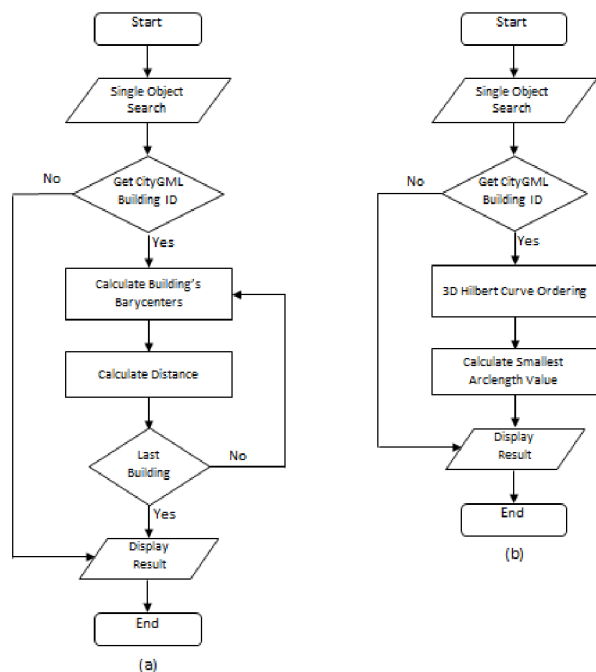 Start
Single Object
Search
Get CityGML
Building ID
No
Yes
Calculate Building's
Barycenters
Calculate Distance
Last
Building
No
Yes
Display
Result
End
(a)
Start
Single Object
Search
Get CityGML
Building ID
No
Yes
3D Hilbert Curve Ordering
Calculate Smallest
Arclength Value
Display
Result
End
(b)